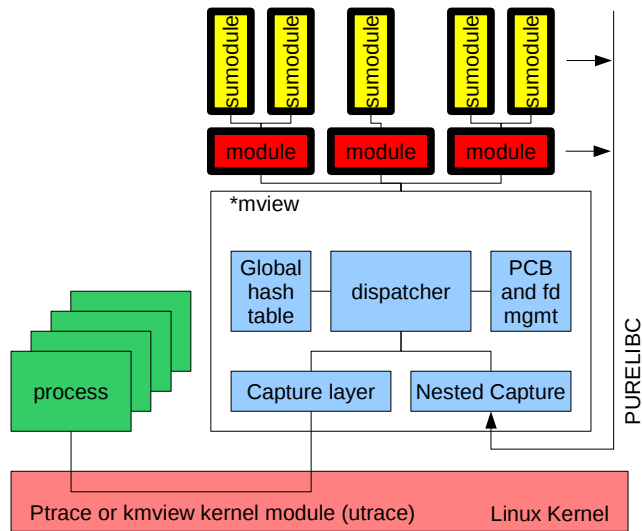 sumodule
sumodule
sumodule
sumodule
sumodule
module
module
module
*mview
Global
hash
table
dispatcher
PCB
and fd
mgmt
process
Capture layer
Nested Capture
PURELIBC
Ptrace or kmview kernel module (utrace)
Linux Kernel